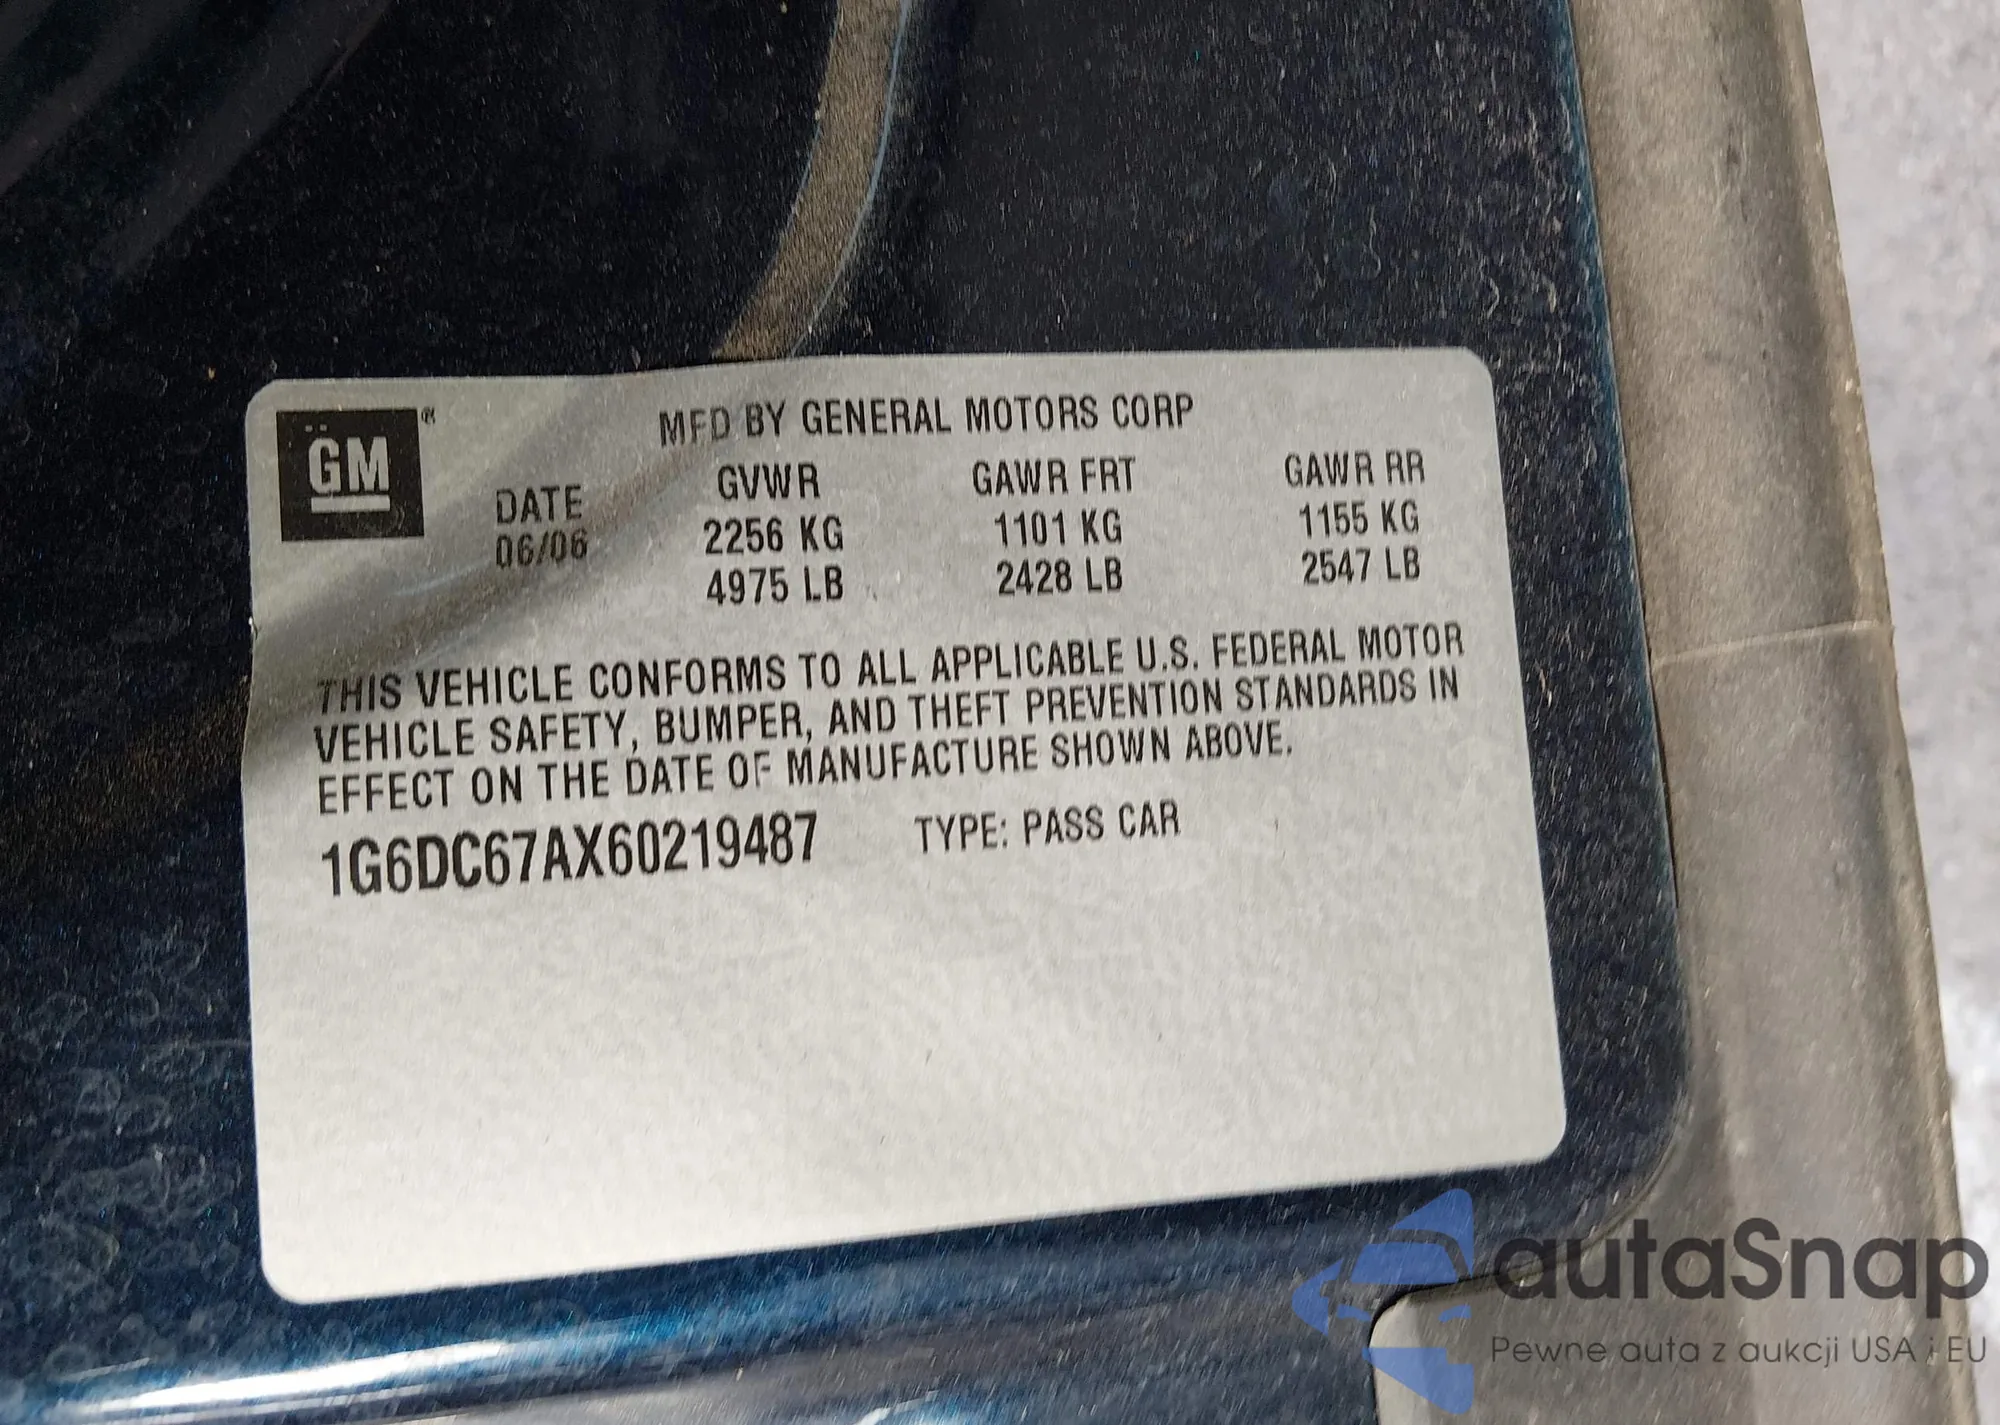 GM ®
MFD BY GENERAL MOTORS CORP
DATE GVWR GAWR FRT GAWR RR
06/06 2256 KG 1101 KG 1155 KG
4975 LB 2428 LB 2547 LB
THIS VEHICLE CONFORMS TO ALL APPLICABLE U.S. FEDERAL MOTOR
VEHICLE SAFETY, BUMPER, AND THEFT PREVENTION STANDARDS IN
EFFECT ON THE DATE OF MANUFACTURE SHOWN ABOVE.
1G6DC67AX60219487 TYPE: PASS CAR
autaSnap
Pewne auta z aukcji USA i EU